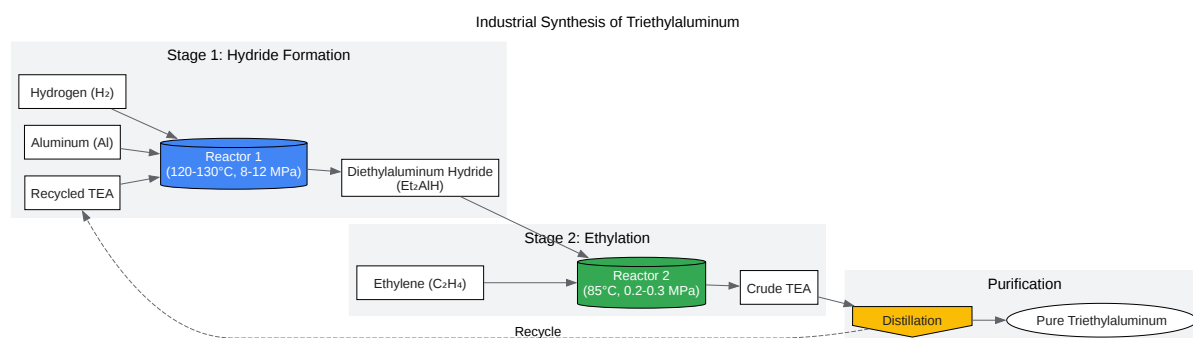 Industrial Synthesis of Triethylaluminum
Stage 1: Hydride Formation
Hydrogen (H₂)
Aluminum (Al)
Recycled TEA
Reactor 1
(120-130°C, 8-12 MPa)
Diethylaluminum Hydride
(Et₂AlH)
Stage 2: Ethylation
Ethylene (C₂H₄)
Reactor 2
(85°C, 0.2-0.3 MPa)
Crude TEA
Purification
Distillation
Pure Triethylaluminum
Recycle